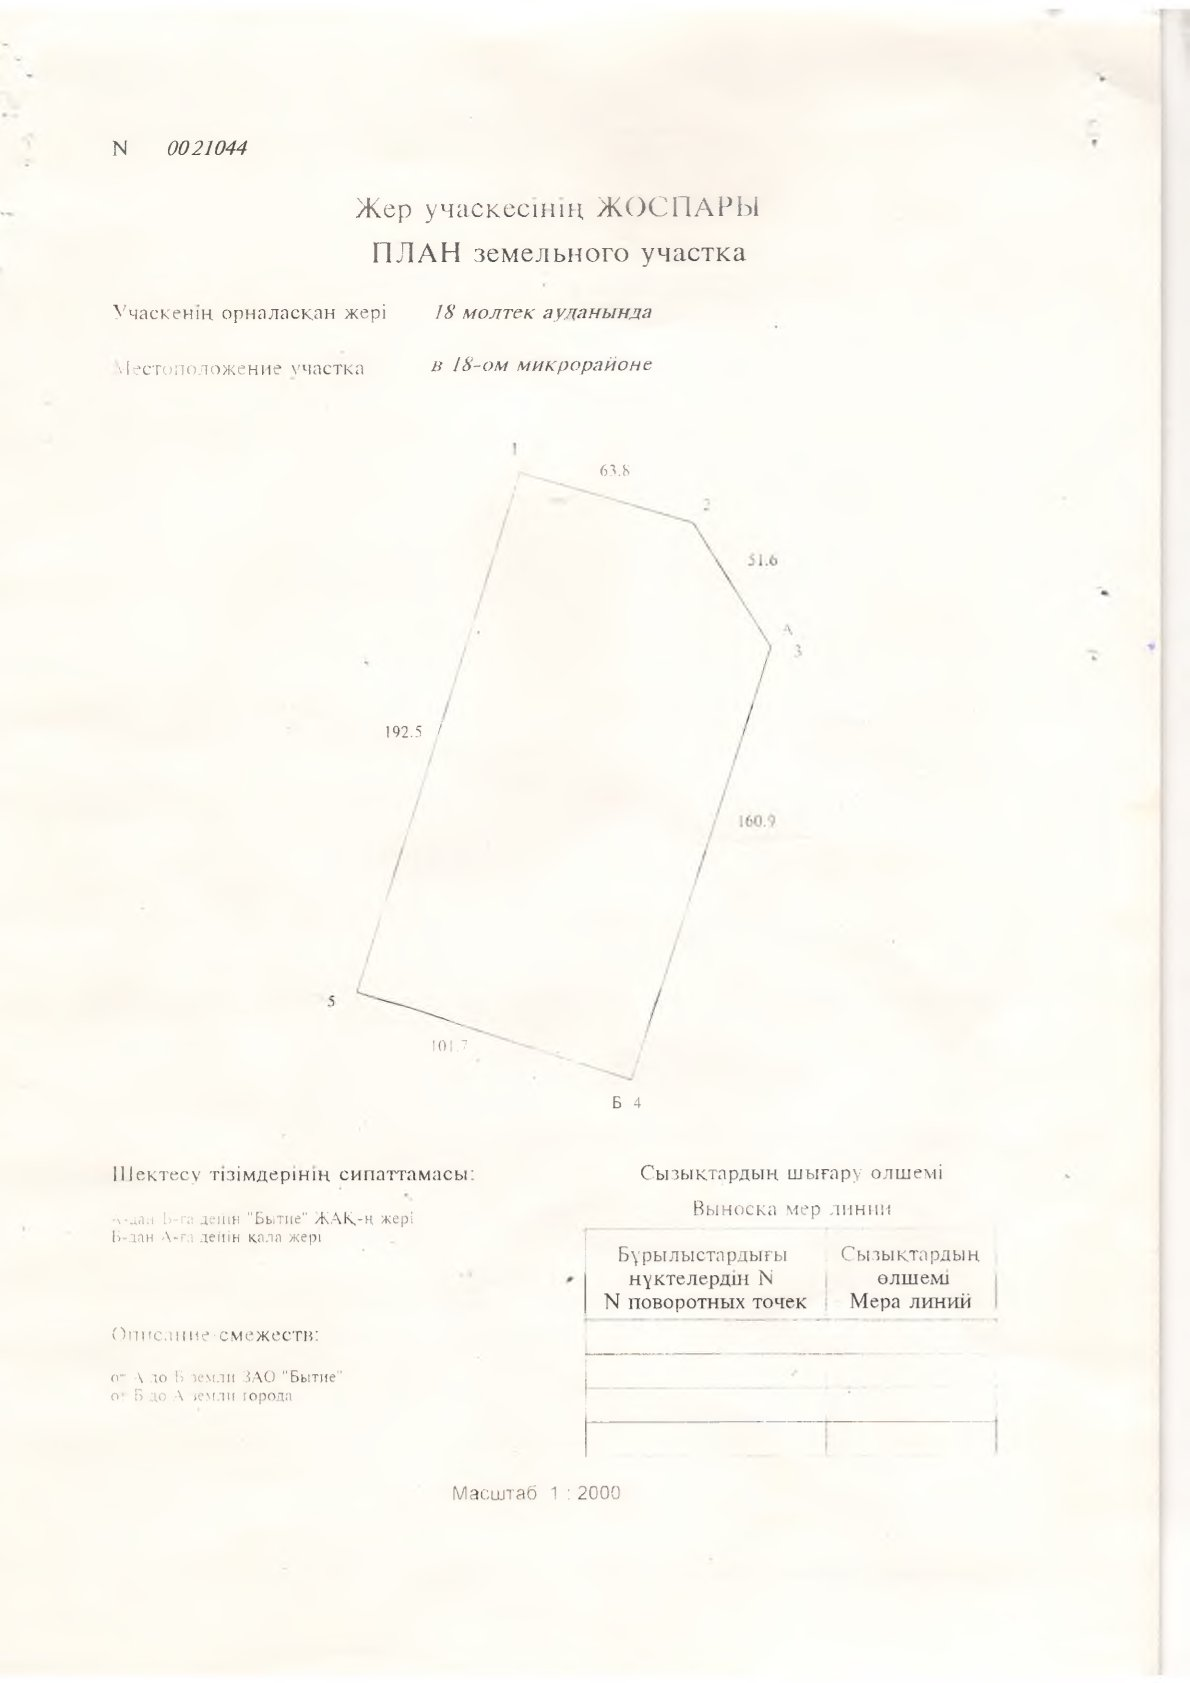 N 0021044
Жер учаскесінің ЖОСПАРЫ
ПЛАН земельного участка
Учаскенің орналасқан жері 18 молтек ауданында
Местоположение участка в 18-ом микрорайоне
1
63.8
2
51.6
А
3
192.5
160.9
5
101.7
Б 4
Шектесу тізімдерінің сипаттамасы:
А-дан Б-ға дейін "Бытие" ЖАҚ-ң жері
Б-дан А-ға дейін қала жері
Описание смежеств:
от А до Б земли ЗАО "Бытие"
от Б до А земли города
Сызықтардың шығару олшемі
Выноска мер линии
Бұрылыстардығы
нүктелердін N
N поворотных точек
Сызықтардың
өлшемі
Мера линий
Масштаб 1 : 2000